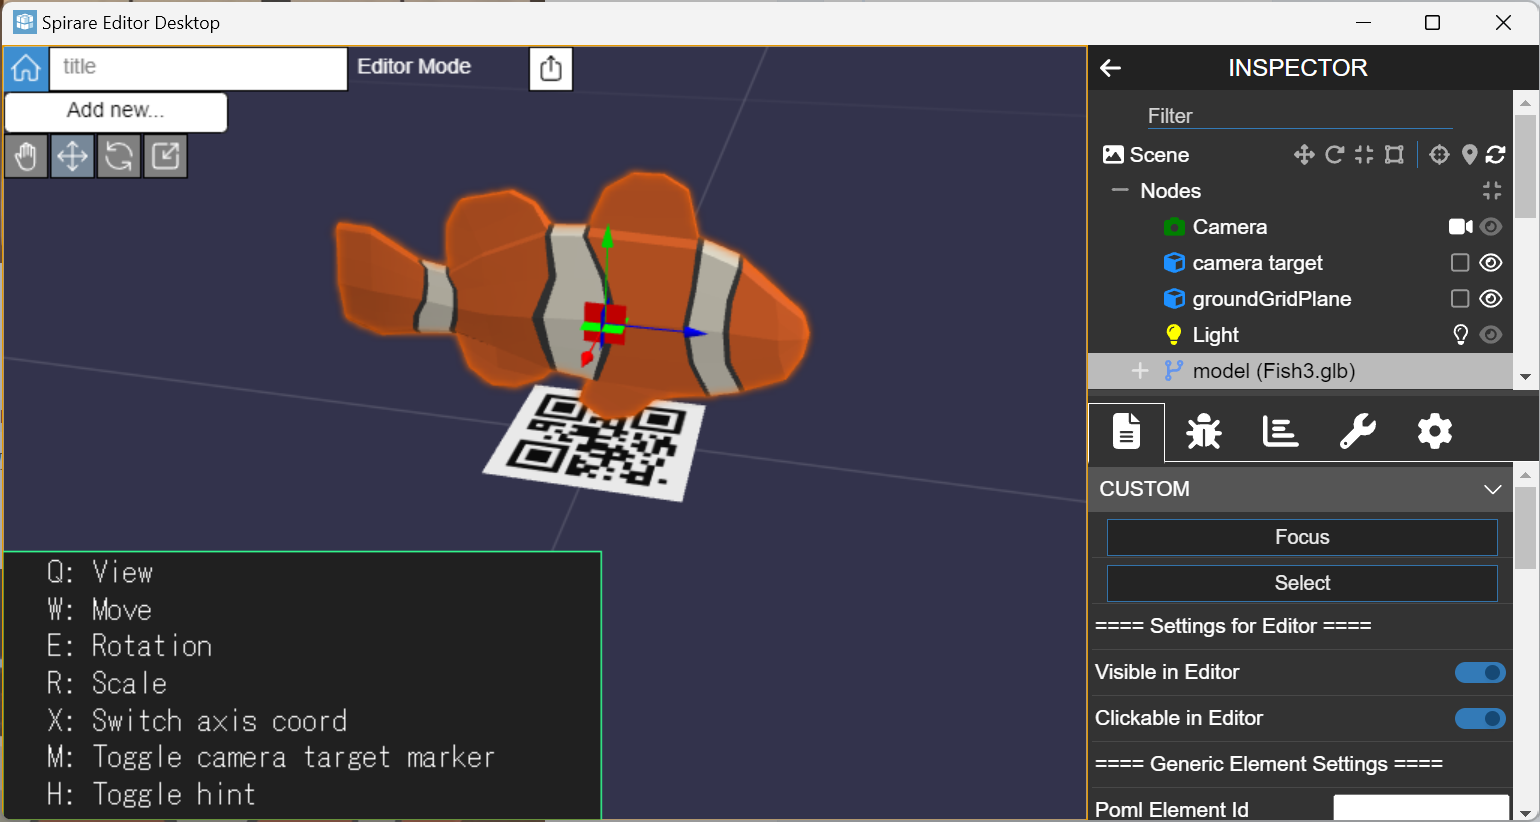 Spirare Editor Desktop
title
Editor Mode
Add new...
Q: View
W: Move
E: Rotation
R: Scale
X: Switch axis coord
M: Toggle camera target marker
H: Toggle hint
INSPECTOR
Filter
Scene
Nodes
Camera
camera target
groundGridPlane
Light
model (Fish3.glb)
CUSTOM
Focus
Select
==== Settings for Editor ====
Visible in Editor
Clickable in Editor
==== Generic Element Settings ====
Poml Element Id